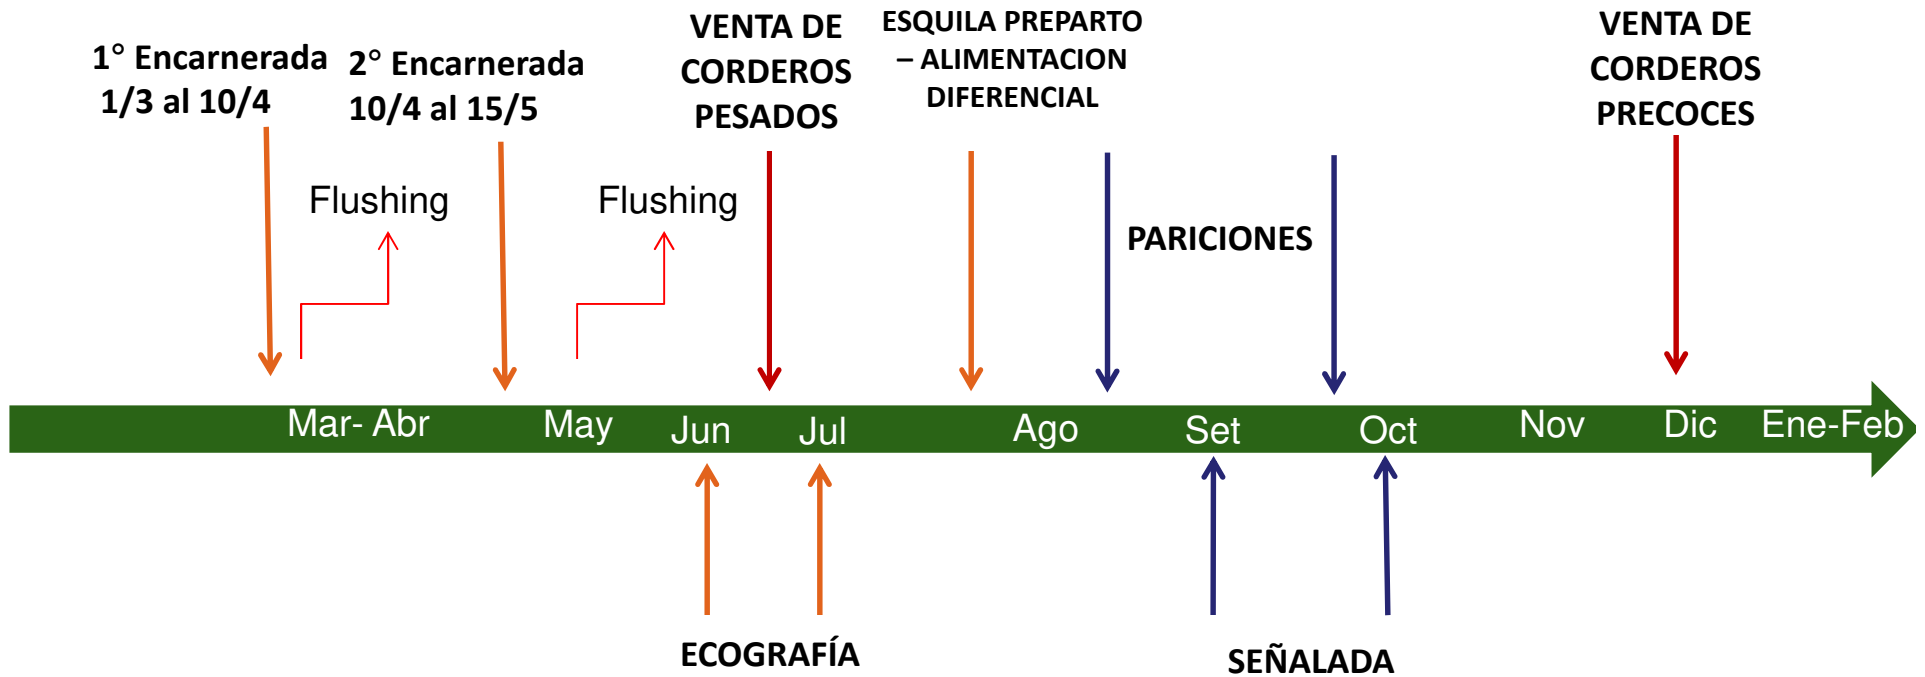 1° Encarnerada
1/3 al 10/4
2° Encarnerada
10/4 al 15/5
VENTA DE
CORDEROS
PESADOS
ESQUILA PREPARTO
– ALIMENTACION
DIFERENCIAL
VENTA DE
CORDEROS
PRECOCES
Flushing
Flushing
PARICIONES
Mar- Abr
May
Jun
Jul
Ago
Set
Oct
Nov
Dic
Ene-Feb
ECOGRAFÍA
SEÑALADA